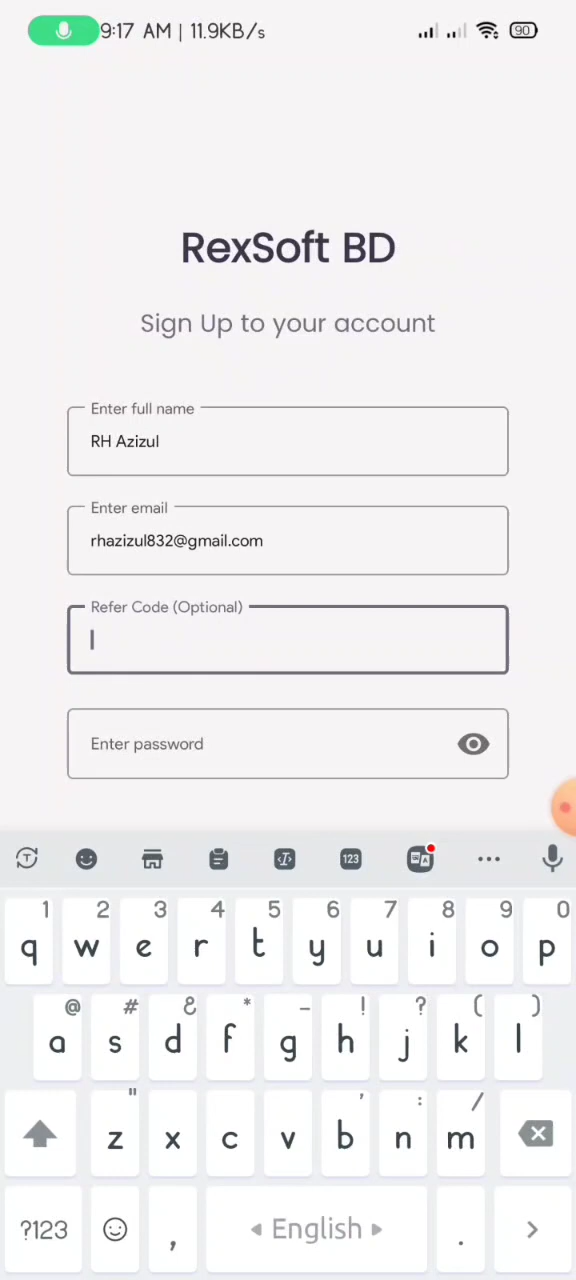 9:17 AM | 11.9KB/s
90
RexSoft BD
Sign Up to your account
Enter full name
RH Azizul
Enter email
rhazizul832@gmail.com
Refer Code (Optional)
Enter password
123
1 2 3 4 5 6 7 8 9 0
q w e r t y u i o p
@ # & * - ! ? ( )
a s d f g h j k l
" ' : /
z x c v b n m
?123 , English .